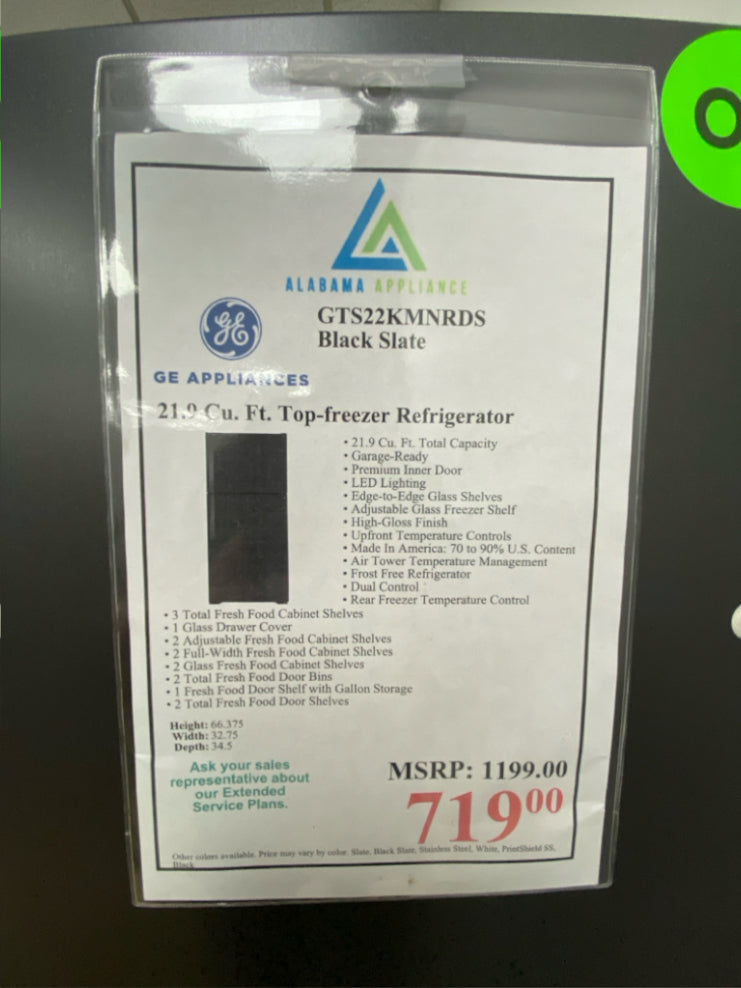 O
ALABAMA APPLIANCE
GE
GTS22KMNRDS
Black Slate
GE APPLIANCES
21.9 Cu. Ft. Top-freezer Refrigerator
• 21.9 Cu. Ft. Total Capacity
• Garage-Ready
• Premium Inner Door
• LED Lighting
• Edge-to-Edge Glass Shelves
• Adjustable Glass Freezer Shelf
• High-Gloss Finish
• Upfront Temperature Controls
• Made In America: 70 to 90% U.S. Content
• Air Tower Temperature Management
• Frost Free Refrigerator
• Dual Control
• Rear Freezer Temperature Control
• 3 Total Fresh Food Cabinet Shelves
• 1 Glass Drawer Cover
• 2 Adjustable Fresh Food Cabinet Shelves
• 2 Full-Width Fresh Food Cabinet Shelves
• 2 Glass Fresh Food Cabinet Shelves
• 2 Total Fresh Food Door Bins
• 1 Fresh Food Door Shelf with Gallon Storage
• 2 Total Fresh Food Door Shelves
Height: 66.375
Width: 32.75
Depth: 34.5
Ask your sales
representative about
our Extended
Service Plans.
MSRP: 1199.00
719⁰⁰
Other colors available. Price may vary by color. Slate, Black Slate, Stainless Steel, White, PrintShield SS,
Black